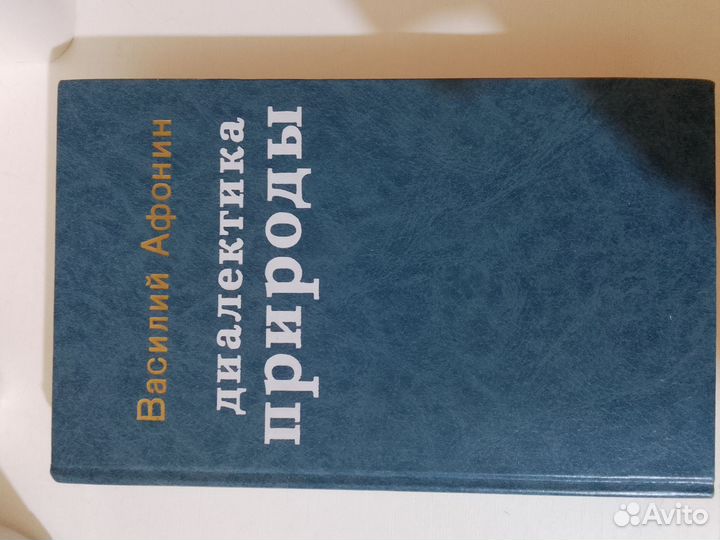 Василий Афонин
диалектика
природы
Avito